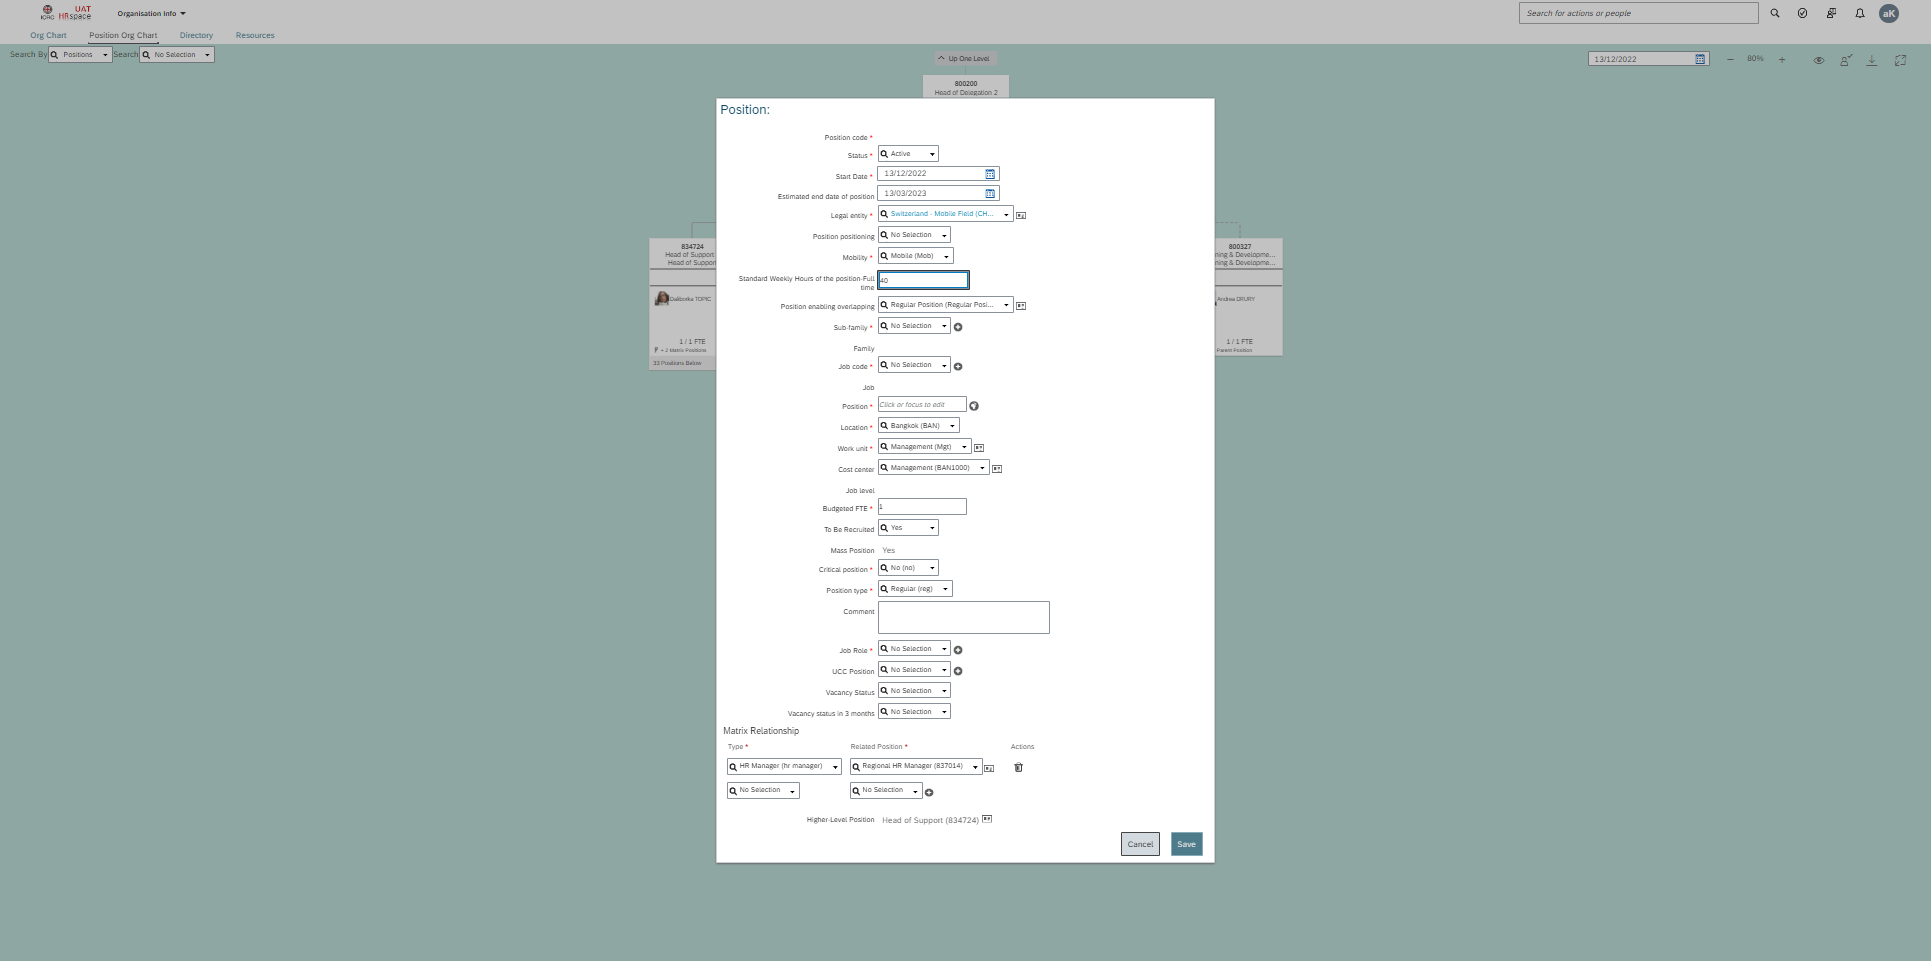 UAT
ICRC HRspace
Organisation Info
Search for actions or people
aK
Org Chart
Position Org Chart
Directory
Resources
Search By
Positions
Search
No Selection
Up One Level
13/12/2022
80%
800200
Head of Delegation 2
834724
Head of Support
Head of Support
Daliborka TOPIC
1 / 1 FTE
+ 2 Matrix Positions
33 Positions Below
800327
ning & Developme...
ning & Developme...
Andrea DRURY
1 / 1 FTE
Parent Position
Position:
Position code *
Status * Active
Start Date * 13/12/2022
Estimated end date of position 13/03/2023
Legal entity * Switzerland - Mobile Field (CH...
Position positioning No Selection
Mobility * Mobile (Mob)
Standard Weekly Hours of the position-Full
time
40
Position enabling overlapping Regular Position (Regular Posi...
Sub-family * No Selection
Family
Job code * No Selection
Job
Position * Click or focus to edit
Location * Bangkok (BAN)
Work unit * Management (Mgt)
Cost center Management (BAN1000)
Job level
Budgeted FTE * 1
To Be Recruited Yes
Mass Position Yes
Critical position * No (no)
Position type * Regular (reg)
Comment
Job Role * No Selection
UCC Position No Selection
Vacancy Status No Selection
Vacancy status in 3 months No Selection
Matrix Relationship
Type * Related Position * Actions
HR Manager (hr manager) Regional HR Manager (837014)
No Selection No Selection
Higher-Level Position Head of Support (834724)
Cancel Save